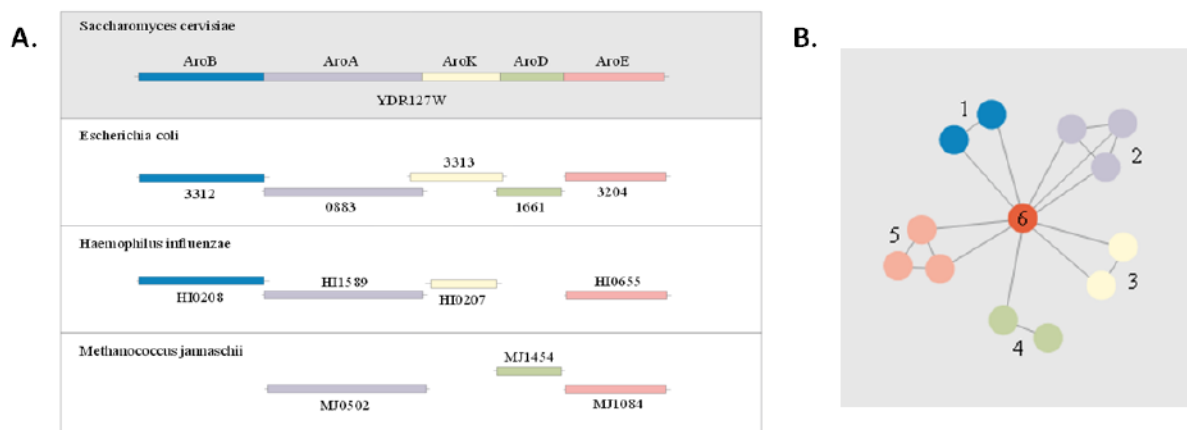 A.
Saccharomyces cervisiae
AroB AroA AroK AroD AroE
YDR127W
Escherichia coli
3313
3312 0883 1661 3204
Haemophilus influenzae
HI1589 HI0655
HI0208 HI0207
Methanococcus jannaschii
MJ1454
MJ0502 MJ1084
B.
1
2
6
5
3
4